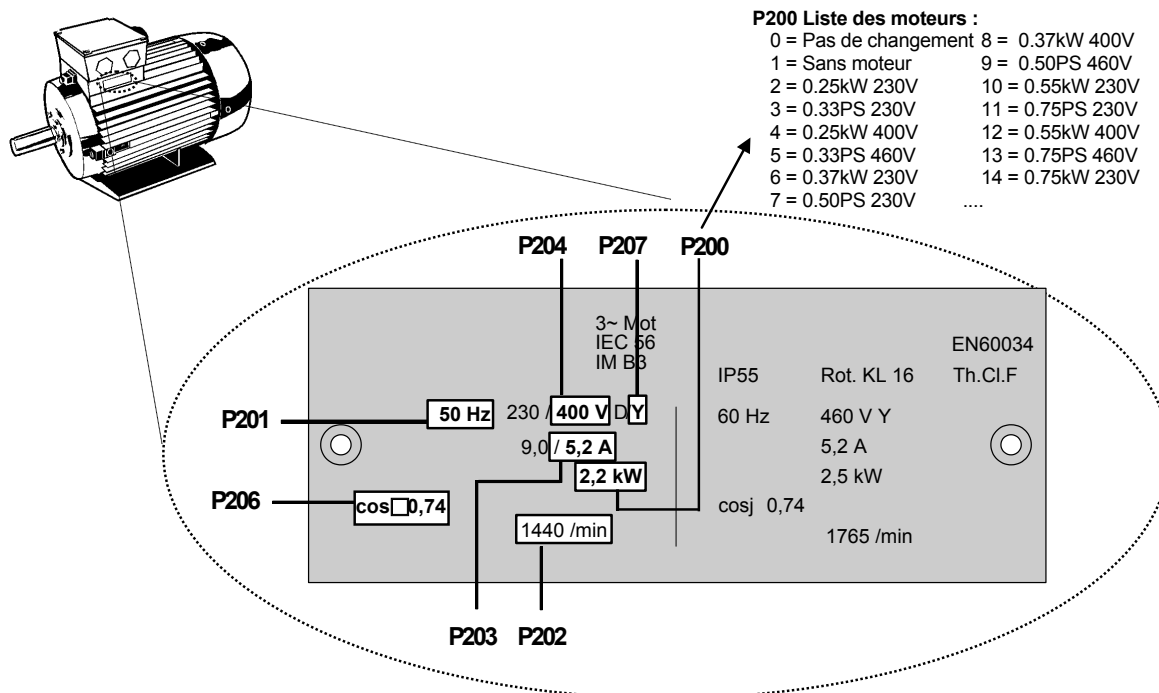 P200 Liste des moteurs :
0 = Pas de changement 8 = 0.37kW 400V
1 = Sans moteur 9 = 0.50PS 460V
2 = 0.25kW 230V 10 = 0.55kW 230V
3 = 0.33PS 230V 11 = 0.75PS 230V
4 = 0.25kW 400V 12 = 0.55kW 400V
5 = 0.33PS 460V 13 = 0.75PS 460V
6 = 0.37kW 230V 14 = 0.75kW 230V
7 = 0.50PS 230V ....
P204 P207 P200
3~ Mot
IEC 56
IM B3
EN60034
IP55 Rot. KL 16 Th.Cl.F
P201 50 Hz 230 / 400 V D/Y 60 Hz 460 V Y
9,0 / 5,2 A 5,2 A
2,2 kW 2,5 kW
P206 cos□0,74 cosj 0,74
1440 /min 1765 /min
P203 P202